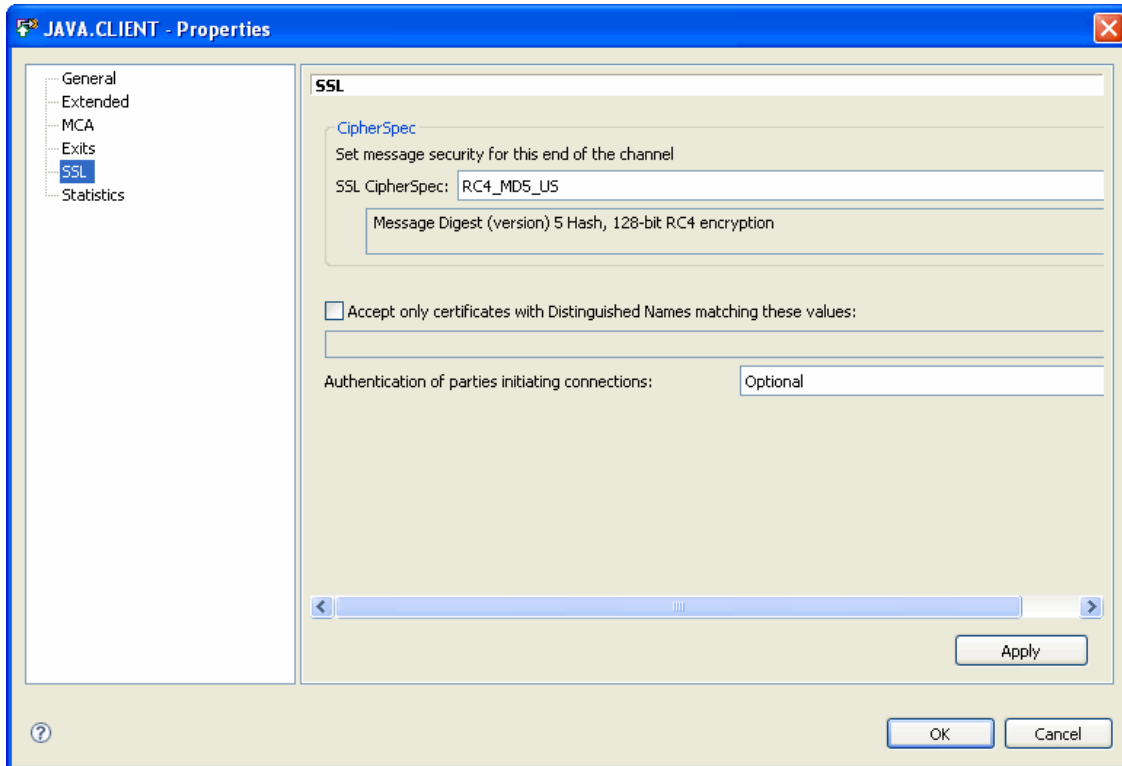 JAVA.CLIENT - Properties
General
Extended
MCA
Exits
SSL
Statistics
SSL
CipherSpec
Set message security for this end of the channel
SSL CipherSpec: RC4_MD5_US
Message Digest (version) 5 Hash, 128-bit RC4 encryption
Accept only certificates with Distinguished Names matching these values:
Authentication of parties initiating connections: Optional
Apply
?
OK Cancel